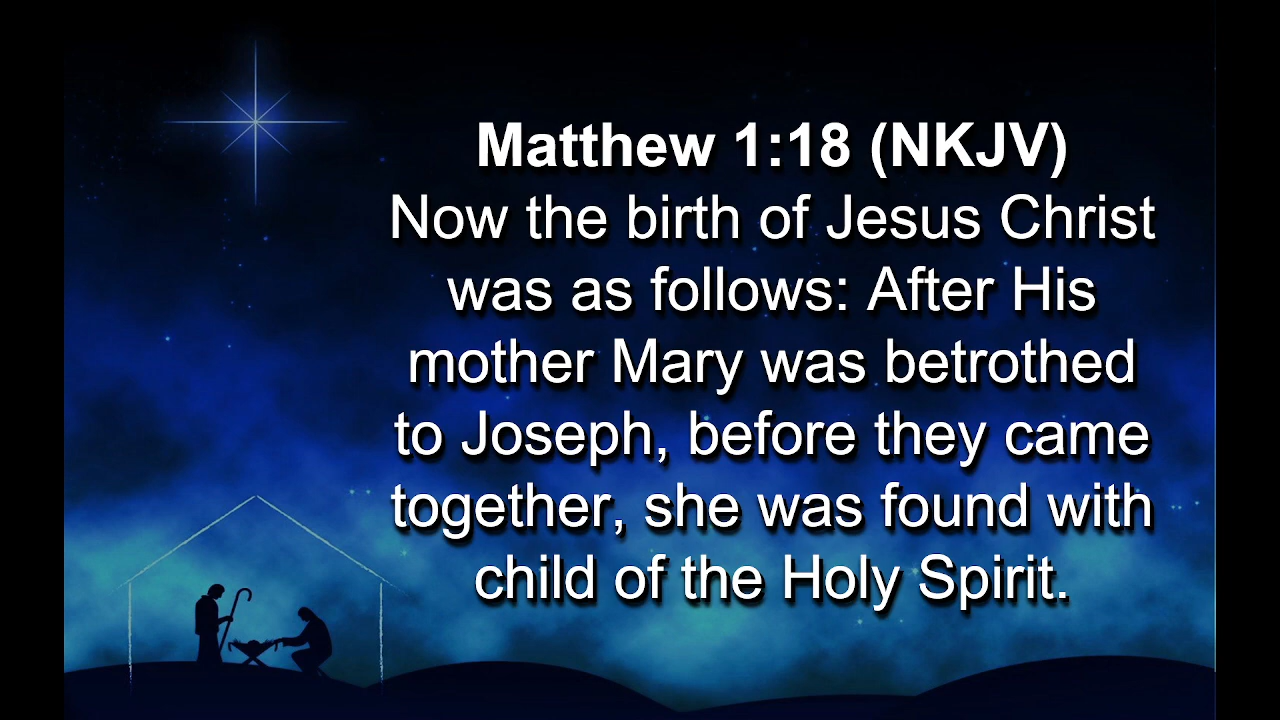 Matthew 1:18 (NKJV)
Now the birth of Jesus Christ
was as follows: After His
mother Mary was betrothed
to Joseph, before they came
together, she was found with
child of the Holy Spirit.